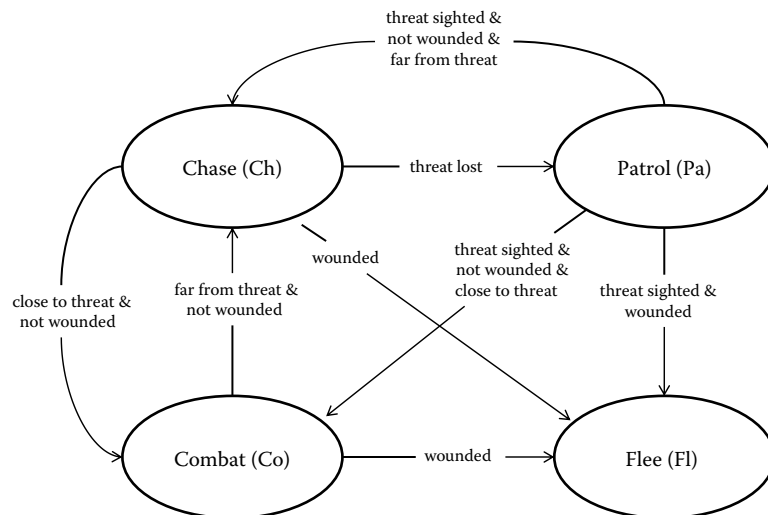 threat sighted &
not wounded &
far from threat
Chase (Ch)
threat lost
Patrol (Pa)
wounded
threat sighted &
not wounded &
close to threat
close to threat &
not wounded
far from threat &
not wounded
threat sighted &
wounded
Combat (Co)
wounded
Flee (Fl)